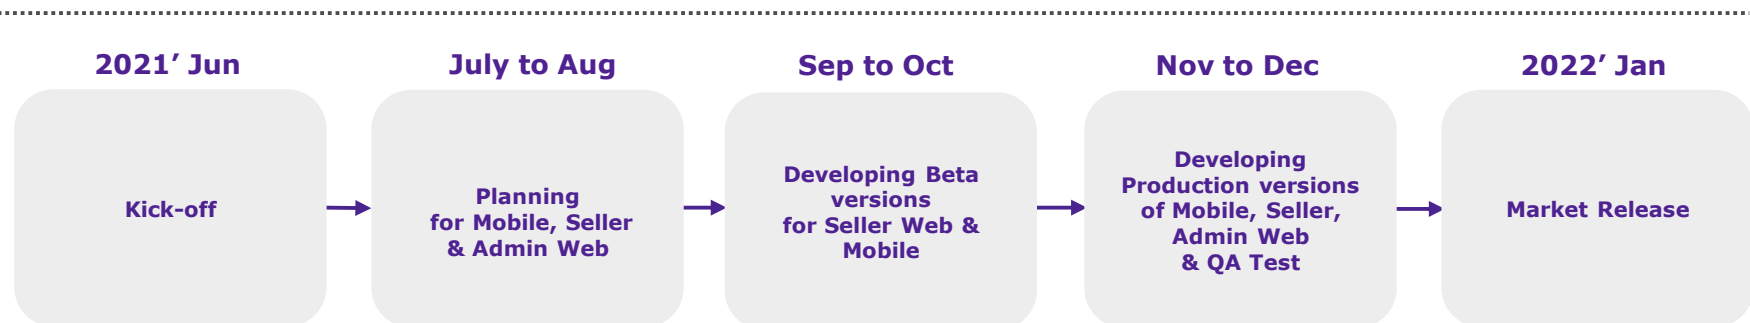 2021’ Jun
July to Aug
Sep to Oct
Nov to Dec
2022’ Jan
Kick-off
Planning
for Mobile, Seller
& Admin Web
Developing Beta
versions
for Seller Web &
Mobile
Developing
Production versions
of Mobile, Seller,
Admin Web
& QA Test
Market Release